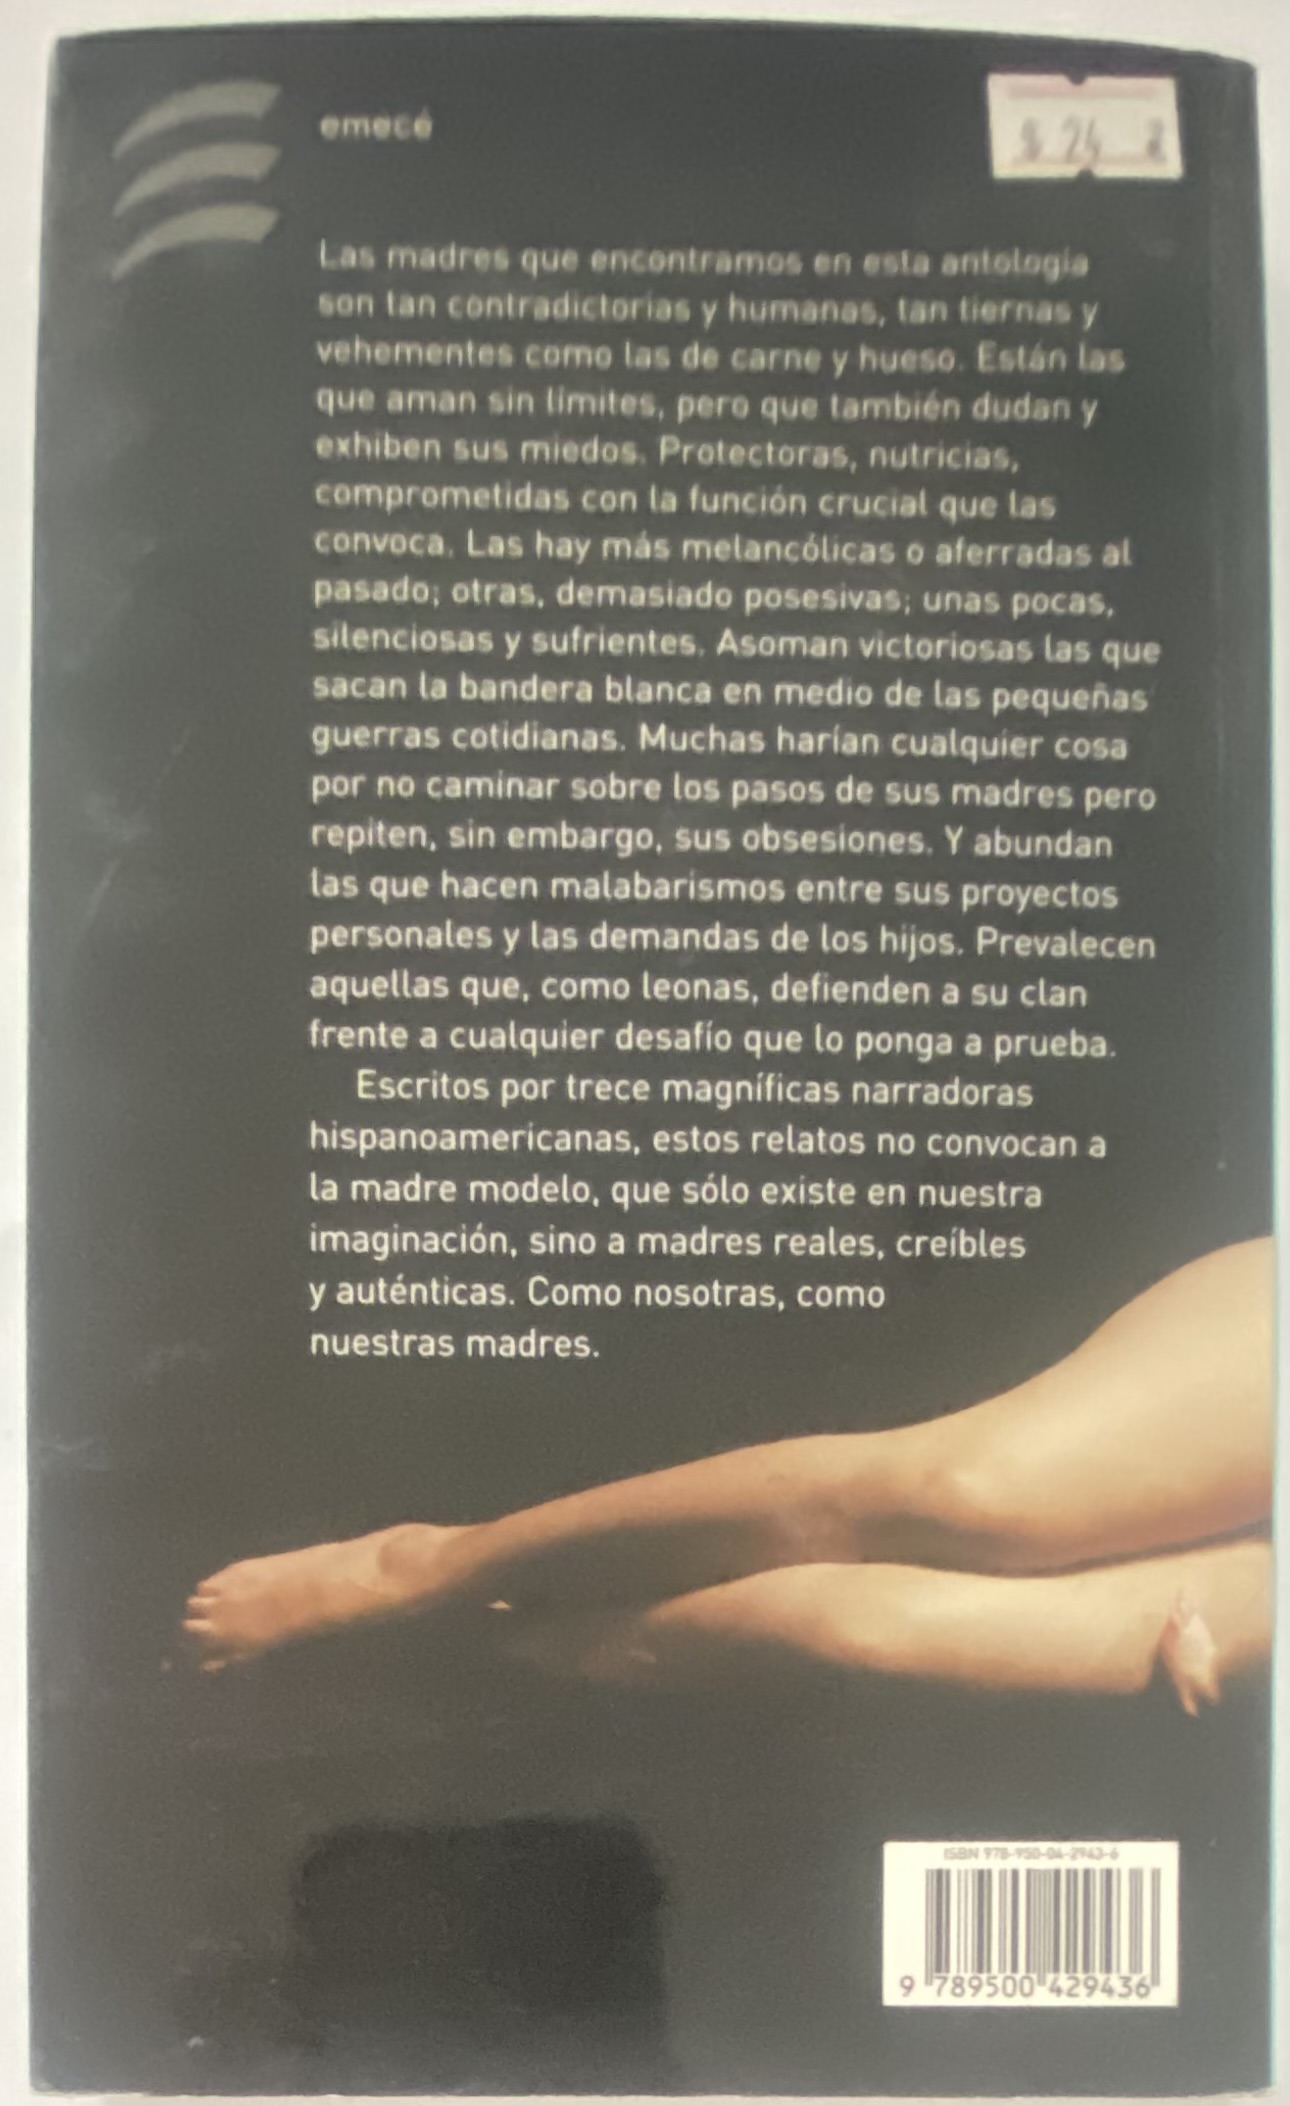 emecé
$ 24
Las madres que encontramos en esta antología
son tan contradictorias y humanas, tan tiernas y
vehementes como las de carne y hueso. Están las
que aman sin límites, pero que también dudan y
exhiben sus miedos. Protectoras, nutricias,
comprometidas con la función crucial que las
convoca. Las hay más melancólicas o aferradas al
pasado; otras, demasiado posesivas; unas pocas,
silenciosas y sufrientes. Asoman victoriosas las que
sacan la bandera blanca en medio de las pequeñas
guerras cotidianas. Muchas harían cualquier cosa
por no caminar sobre los pasos de sus madres pero
repiten, sin embargo, sus obsesiones. Y abundan
las que hacen malabarismos entre sus proyectos
personales y las demandas de los hijos. Prevalecen
aquellas que, como leonas, defienden a su clan
frente a cualquier desafío que lo ponga a prueba.
Escritos por trece magníficas narradoras
hispanoamericanas, estos relatos no convocan a
la madre modelo, que sólo existe en nuestra
imaginación, sino a madres reales, creíbles
y auténticas. Como nosotras, como
nuestras madres.
ISBN 978-950-04-2943-6
9 789500 429436